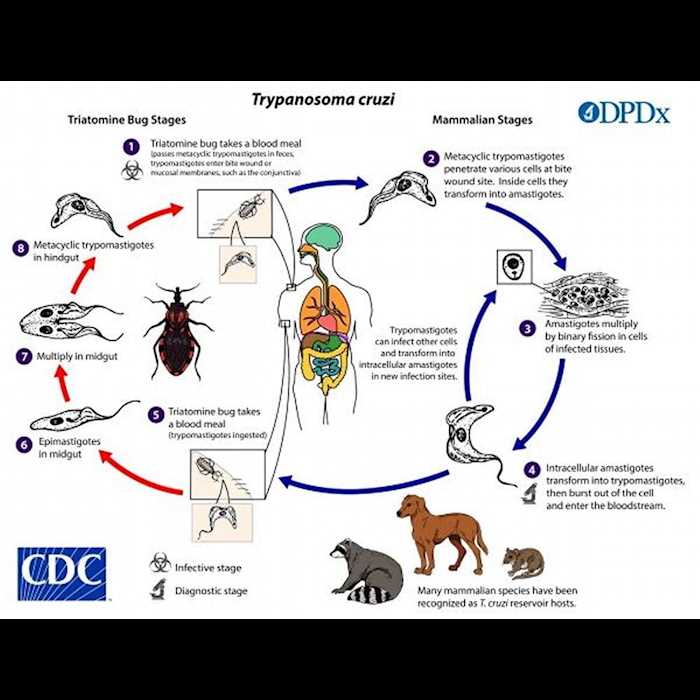 Trypanosoma cruzi
DPDx
Triatomine Bug Stages
Mammalian Stages
1
Triatomine bug takes a blood meal
(passes metacyclic trypomastigotes in feces,
trypomastigotes enter bite wound or
mucosal membranes, such as the conjunctiva)
2
Metacyclic trypomastigotes
penetrate various cells at bite
wound site. Inside cells they
transform into amastigotes.
8
Metacyclic trypomastigotes
in hindgut
3
Amastigotes multiply
by binary fission in cells
of infected tissues.
Trypomastigotes
can infect other cells
and transform into
intracellular amastigotes
in new infection sites.
7
Multiply in midgut
5
Triatomine bug takes
a blood meal
(trypomastigotes ingested)
6
Epimastigotes
in midgut
4
Intracellular amastigotes
transform into trypomastigotes,
then burst out of the cell
and enter the bloodstream.
CDC
Infective stage
Diagnostic stage
Many mammalian species have been
recognized as T. cruzi reservoir hosts.